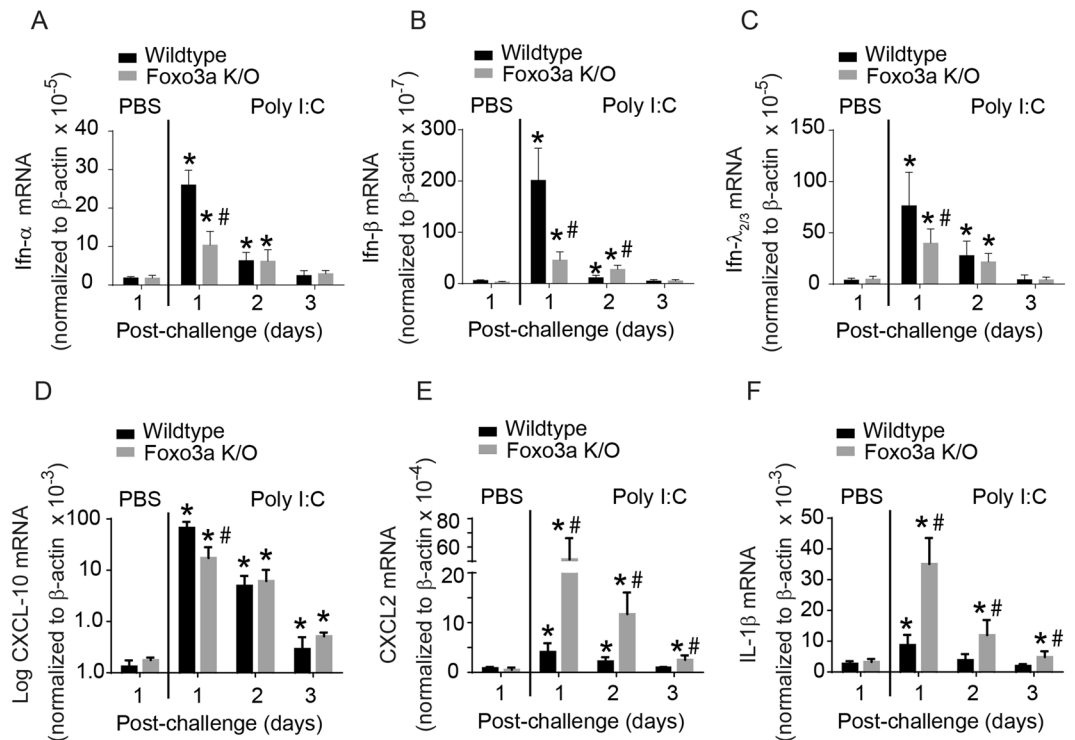 A
Wildtype
Foxo3a K/O
PBS
Poly I:C
Ifn-α mRNA
(normalized to β-actin x 10⁻⁵)
40
30
20
10
0
* * # * *
1 1 2 3
Post-challenge (days)
B
Wildtype
Foxo3a K/O
PBS
Poly I:C
Ifn-β mRNA
(normalized to β-actin x 10⁻⁷)
300
200
100
0
* * # * * #
1 1 2 3
Post-challenge (days)
C
Wildtype
Foxo3a K/O
PBS
Poly I:C
Ifn-λ₂/₃ mRNA
(normalized to β-actin x 10⁻⁵)
150
100
50
0
* * # * *
1 1 2 3
Post-challenge (days)
D
Wildtype
Foxo3a K/O
PBS
Poly I:C
Log CXCL-10 mRNA
(normalized to β-actin x 10⁻³)
100
10
1.0
1.0
* * # * * * *
1 1 2 3
Post-challenge (days)
E
Wildtype
Foxo3a K/O
PBS
Poly I:C
CXCL2 mRNA
(normalized to β-actin x 10⁻⁴)
80
60
40
20
10
0
* * # * * # * #
1 1 2 3
Post-challenge (days)
F
Wildtype
Foxo3a K/O
PBS
Poly I:C
IL-1β mRNA
(normalized to β-actin x 10⁻³)
50
40
30
20
10
0
* * # * # * #
1 1 2 3
Post-challenge (days)